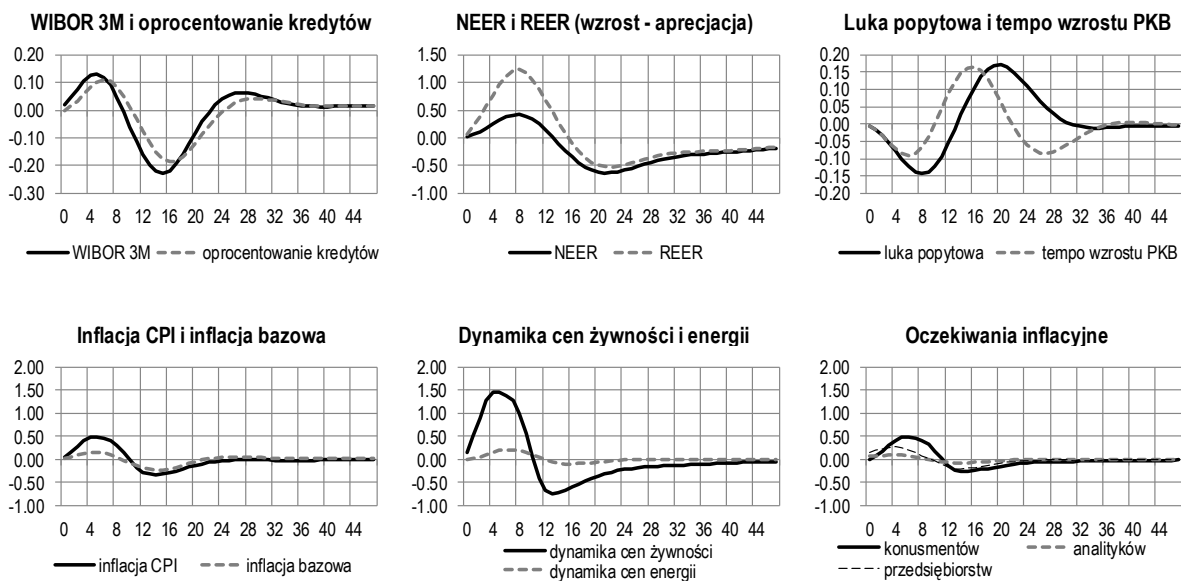 WIBOR 3M i oprocentowanie kredytów
0.20
0.10
0.00
-0.10
-0.20
-0.30
0 4 8 12 16 20 24 28 32 36 40 44
WIBOR 3M oprocentowanie kredytów
NEER i REER (wzrost - aprecjacja)
1.50
1.00
0.50
0.00
-0.50
-1.00
0 4 8 12 16 20 24 28 32 36 40 44
NEER REER
Luka popytowa i tempo wzrostu PKB
0.20
0.15
0.10
0.05
0.00
-0.05
-0.10
-0.15
-0.20
0 4 8 12 16 20 24 28 32 36 40 44
luka popytowa tempo wzrostu PKB
Inflacja CPI i inflacja bazowa
2.00
1.50
1.00
0.50
0.00
-0.50
-1.00
0 4 8 12 16 20 24 28 32 36 40 44
inflacja CPI inflacja bazowa
Dynamika cen żywności i energii
2.00
1.50
1.00
0.50
0.00
-0.50
-1.00
0 4 8 12 16 20 24 28 32 36 40 44
dynamika cen żywności
dynamika cen energii
Oczekiwania inflacyjne
2.00
1.50
1.00
0.50
0.00
-0.50
-1.00
0 4 8 12 16 20 24 28 32 36 40 44
konusmentów analityków
przedsiębiorstw